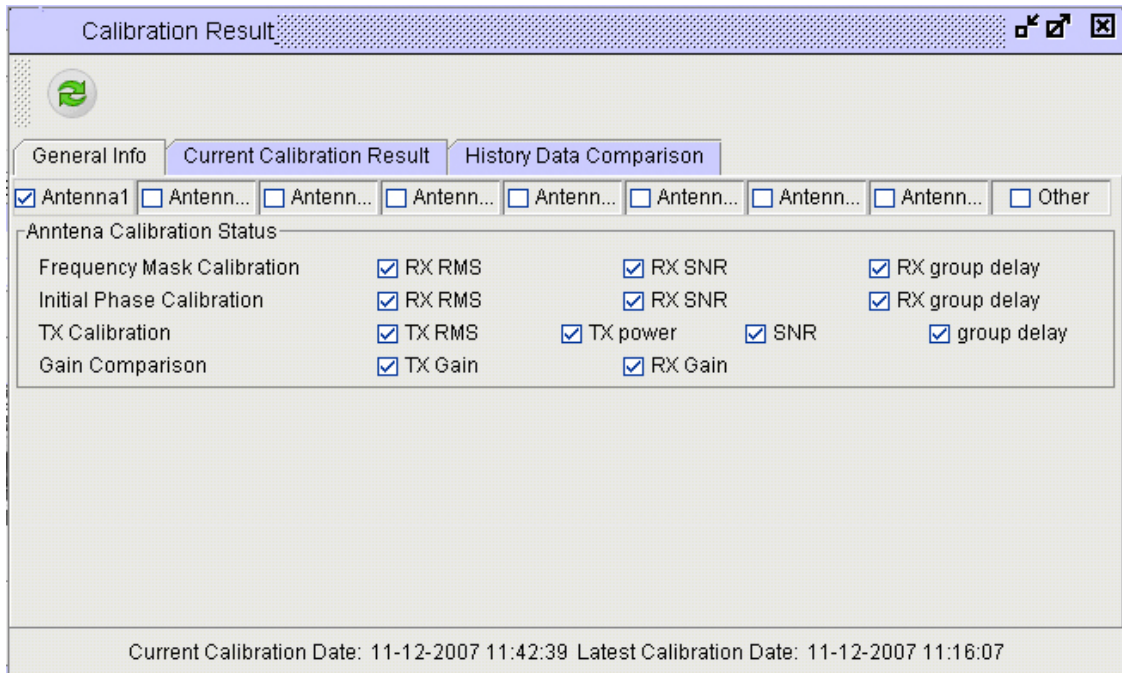 Calibration Result
General Info Current Calibration Result History Data Comparison
Antenna1 Antenn... Antenn... Antenn... Antenn... Antenn... Antenn... Antenn... Other
Anntena Calibration Status
Frequency Mask Calibration RX RMS RX SNR RX group delay
Initial Phase Calibration RX RMS RX SNR RX group delay
TX Calibration TX RMS TX power SNR group delay
Gain Comparison TX Gain RX Gain
Current Calibration Date: 11-12-2007 11:42:39 Latest Calibration Date: 11-12-2007 11:16:07